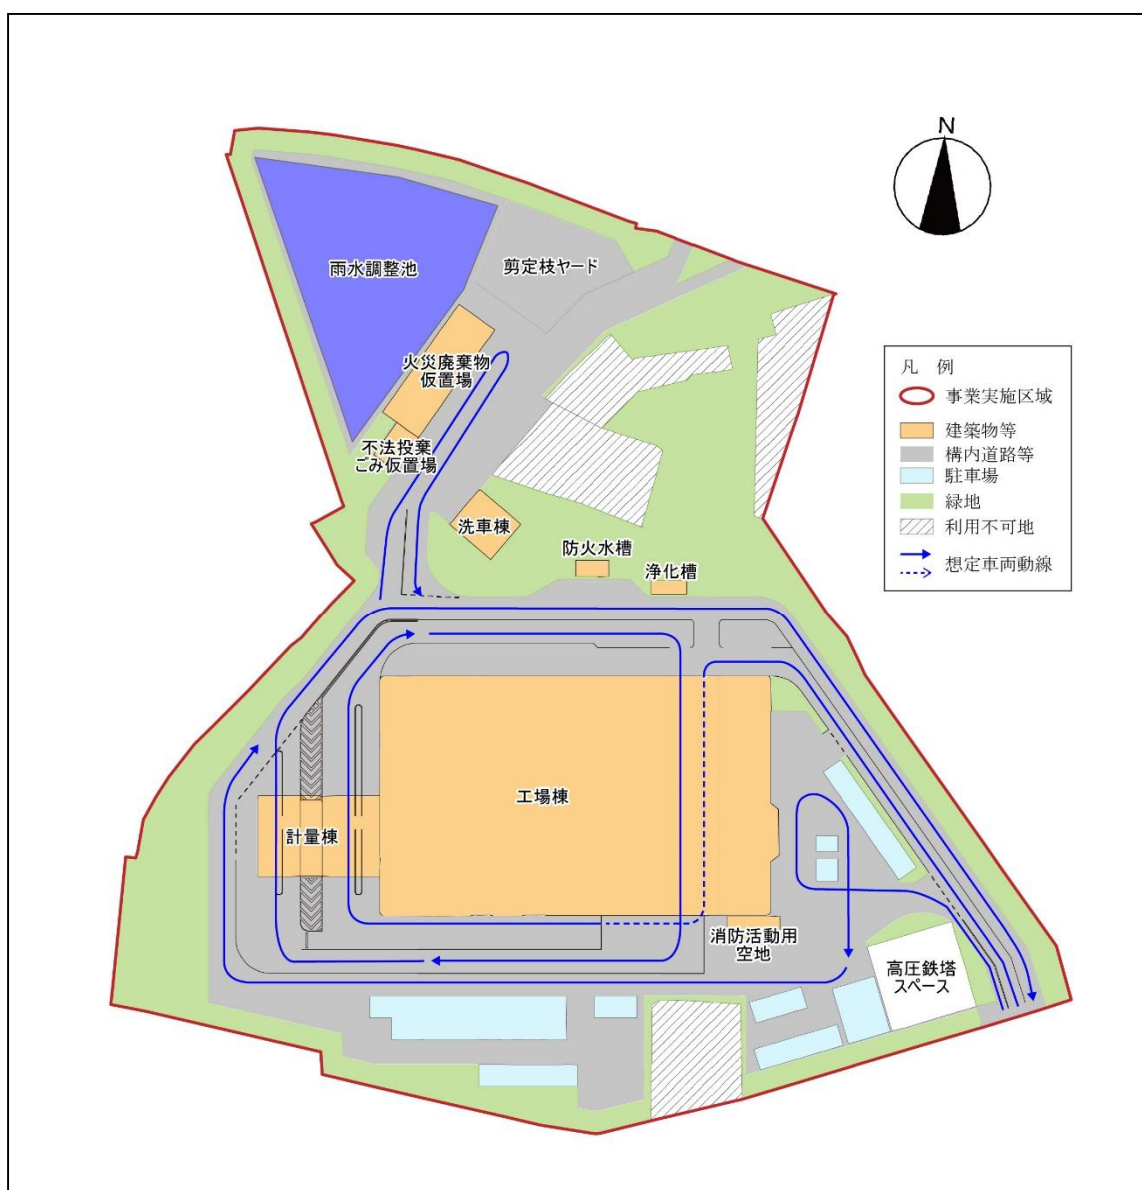 N
雨水調整池
剪定枝ヤード
火災廃棄物
仮置場
不法投棄
ごみ仮置場
洗車棟
防火水槽
浄化槽
工場棟
計量棟
消防活動用
空地
高圧鉄塔
スペース
凡 例
事業実施区域
建築物等
構内道路等
駐車場
緑地
利用不可地
想定車両動線